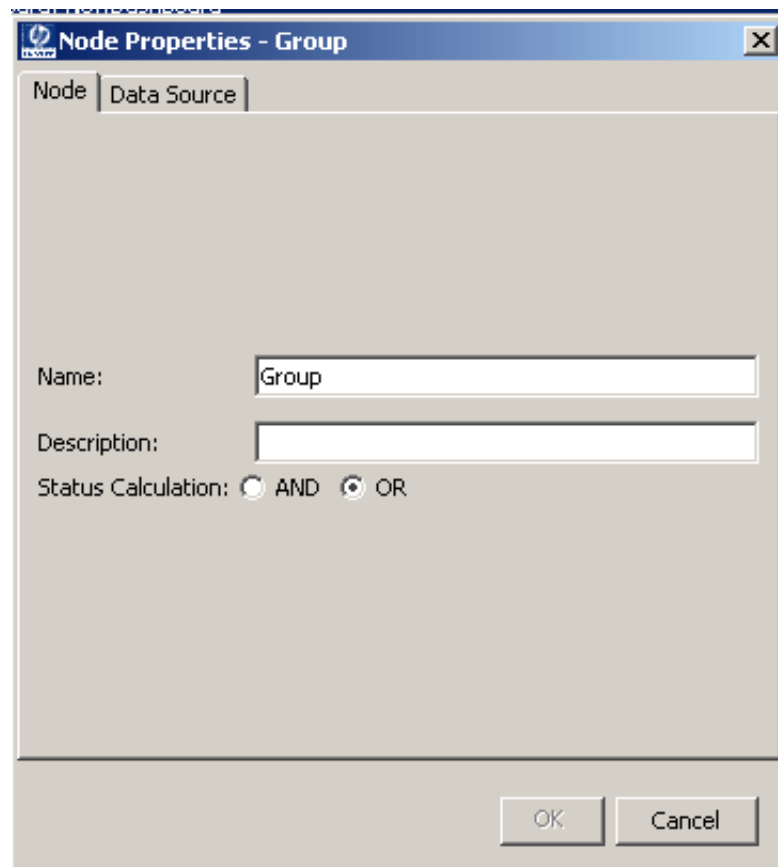 Node Properties - Group
Node Data Source
Name: Group
Description:
Status Calculation: AND OR
OK Cancel